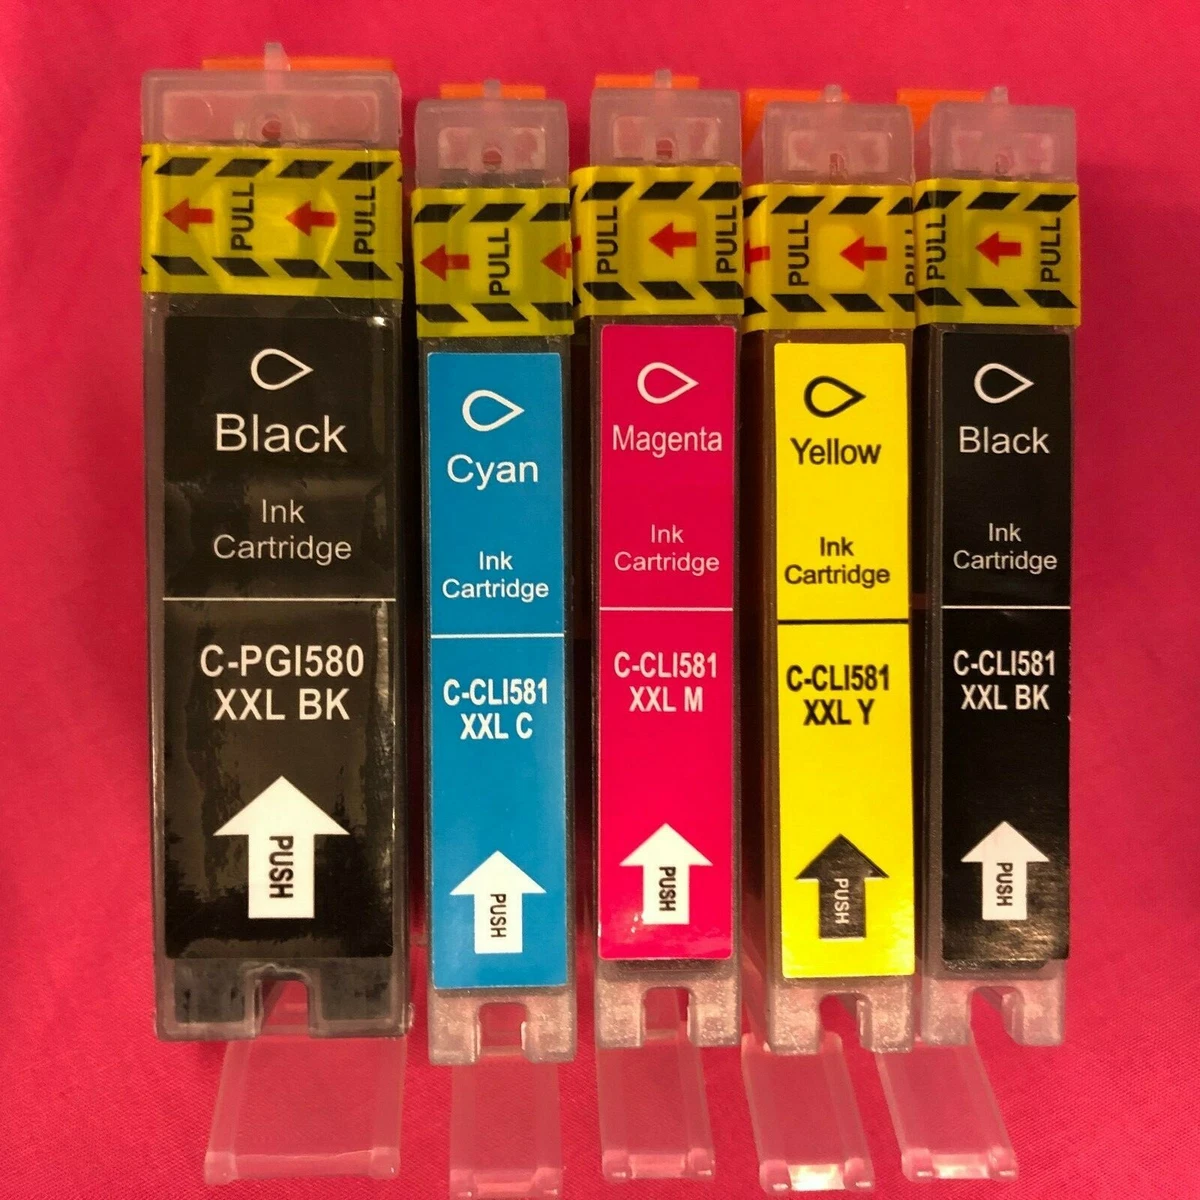 PULL PULL
Black
Ink
Cartridge
C-PGI580
XXL BK
PUSH
PULL
Cyan
Ink
Cartridge
C-CLI581
XXL C
PUSH
PULL PULL
Magenta
Ink
Cartridge
C-CLI581
XXL M
PUSH
PULL
Yellow
Ink
Cartridge
C-CLI581
XXL Y
PUSH
PULL PULL
Black
Ink
Cartridge
C-CLI581
XXL BK
PUSH